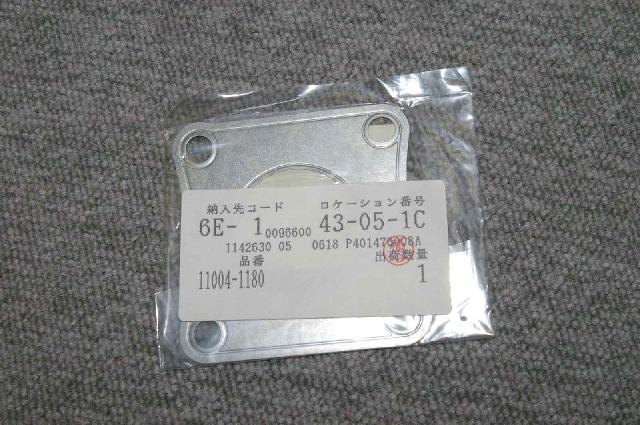 納入先コード ロケーション番号
6E- 1 0096600 43-05-1C
1142630 05 0618 P401476008A
品番 出荷数量
11004-1180 1